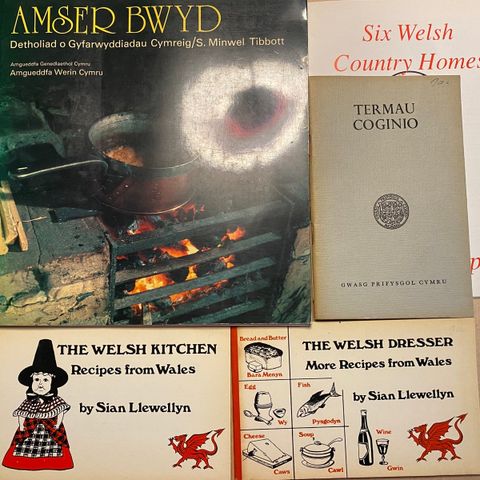 AMSER BWYD
Detholiad o Gyfarwyddiadau Cymreig/S. Minwel Tibbott
Amgueddfa Genedlaethol Cymru
Amgueddfa Werin Cymru
Six Welsh
Country Homes
TERMAU
COGINIO
GWASG PRIFYSGOL CYMRU
THE WELSH KITCHEN
Recipes from Wales
by Sian Llewellyn
THE WELSH DRESSER
More Recipes from Wales
by Sian Llewellyn
Bread and Butter
Bara Menyn
Egg
Wy
Fish
Pysgodyn
Cheese
Caws
Soup
Cawl
Wine
Gwin